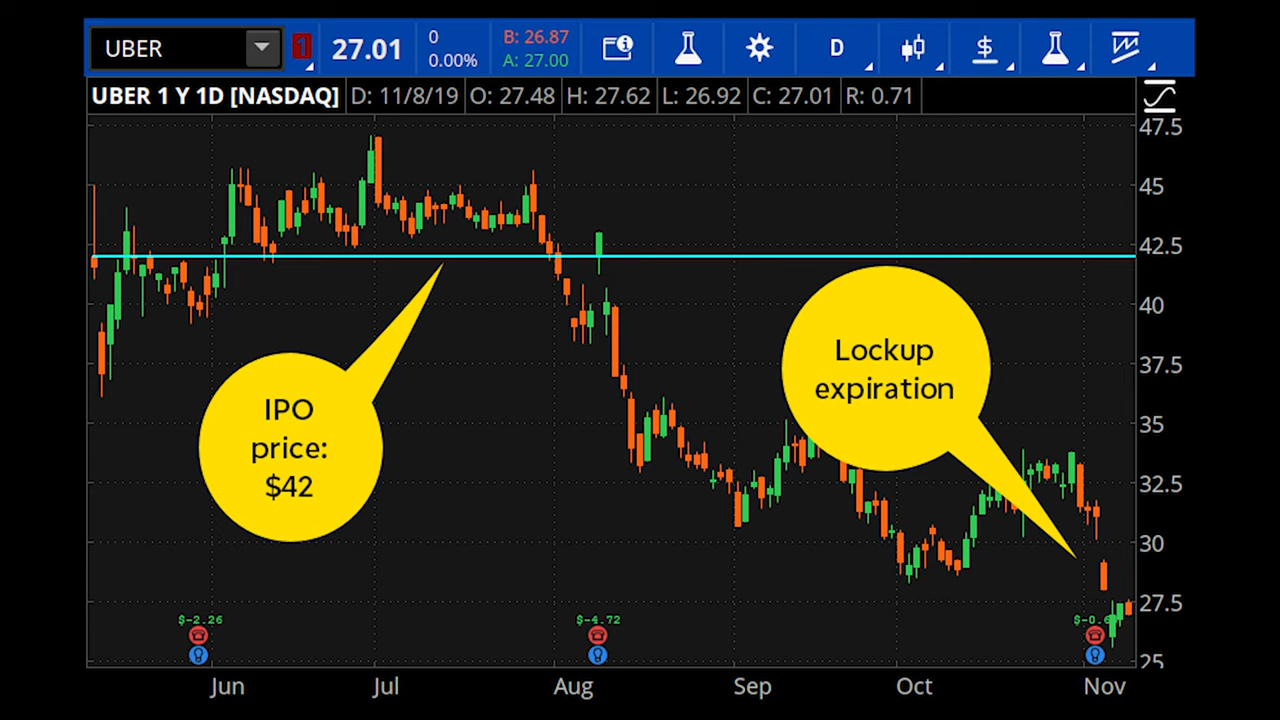 UBER 1 27.01 0 0.00% B: 26.87 A: 27.00 D $
UBER 1 Y 1D [NASDAQ] D: 11/8/19 O: 27.48 H: 27.62 L: 26.92 C: 27.01 R: 0.71
47.5
45
42.5
40
37.5
35
32.5
30
27.5
25
IPO
price:
$42
Lockup
expiration
$-2.26
$-4.72
Jun Jul Aug Sep Oct Nov